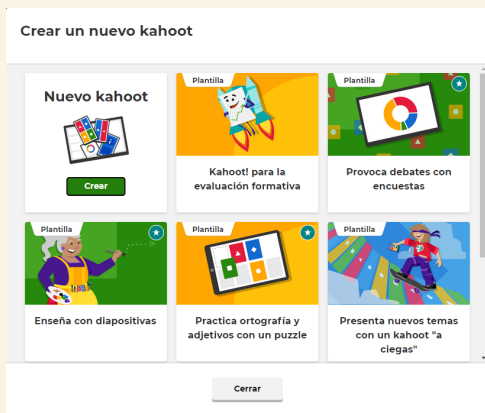 Crear un nuevo kahoot
Nuevo kahoot
Crear
Plantilla
Kahoot! para la
evaluación formativa
Plantilla
Provoca debates con
encuestas
Plantilla
Enseña con diapositivas
Plantilla
Practica ortografía y
adjetivos con un puzzle
Plantilla
Presenta nuevos temas
con un kahoot "a
ciegas"
Cerrar